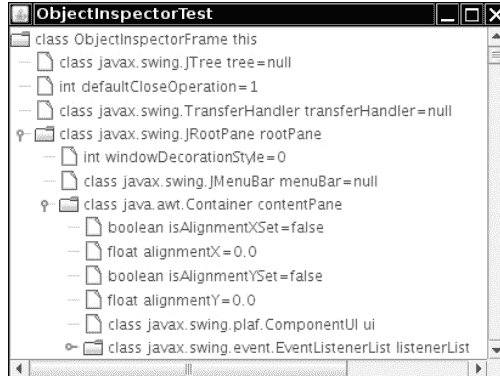 ObjectInspectorTest
class ObjectInspectorFrame this
class javax.swing.JTree tree=null
int defaultCloseOperation=1
class javax.swing.TransferHandler transferHandler=null
class javax.swing.JRootPane rootPane
int windowDecorationStyle=0
class javax.swing.JMenuBar menuBar=null
class java.awt.Container contentPane
boolean isAlignmentXSet=false
float alignmentX=0.0
boolean isAlignmentYSet=false
float alignmentY=0.0
class javax.swing.plaf.ComponentUI ui
class javax.swing.event.EventListenerList listenerList